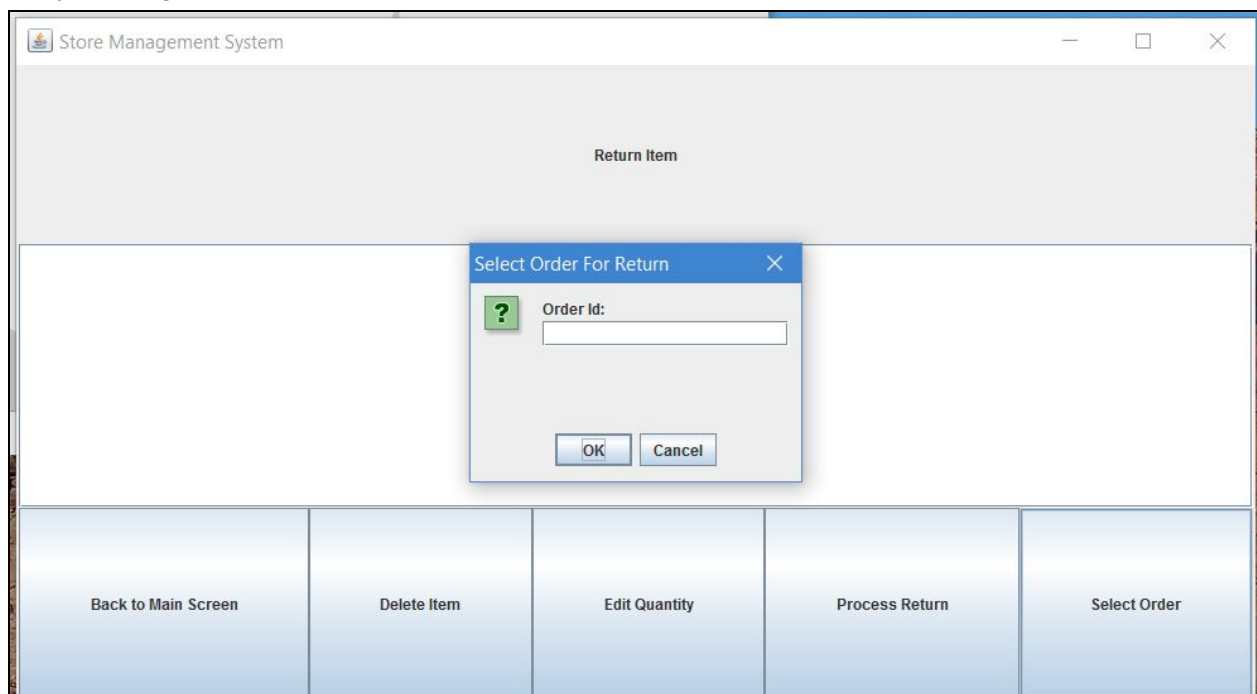 Store Management System
Return Item
Select Order For Return
?
Order Id:
OK Cancel
Back to Main Screen Delete Item Edit Quantity Process Return Select Order